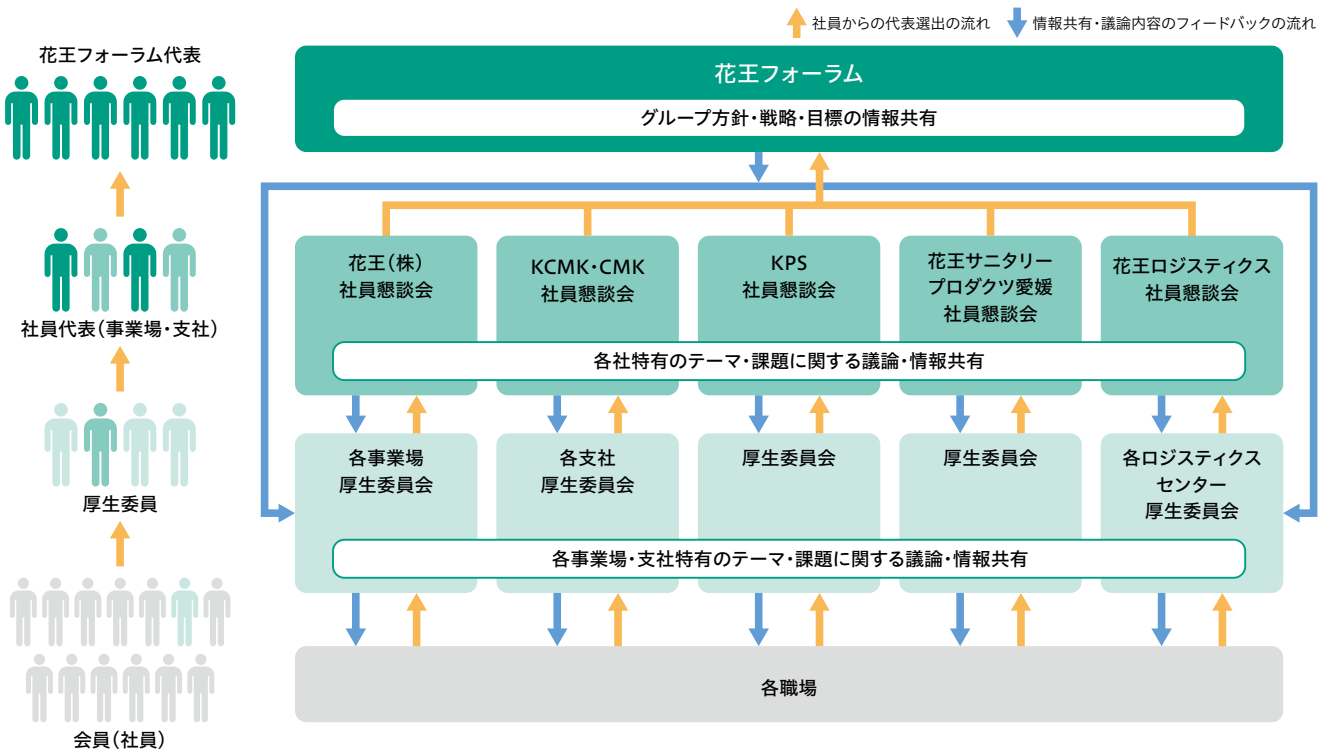 社員からの代表選出の流れ
情報共有・議論内容のフィードバックの流れ
花王フォーラム代表
社員代表(事業場・支社)
厚生委員
会員(社員)
花王フォーラム
グループ方針・戦略・目標の情報共有
花王(株)
社員懇談会
KCMK・CMK
社員懇談会
KPS
社員懇談会
花王サニタリー
プロダクツ愛媛
社員懇談会
花王ロジスティクス
社員懇談会
各社特有のテーマ・課題に関する議論・情報共有
各事業場
厚生委員会
各支社
厚生委員会
厚生委員会
厚生委員会
各ロジスティクス
センター
厚生委員会
各事業場・支社特有のテーマ・課題に関する議論・情報共有
各職場